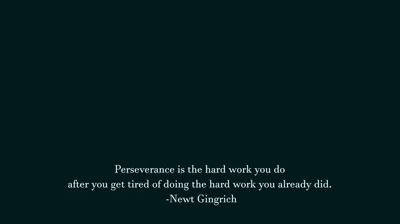 Perseverance is the hard work you do
after you get tired of doing the hard work you already did.
-Newt Gingrich